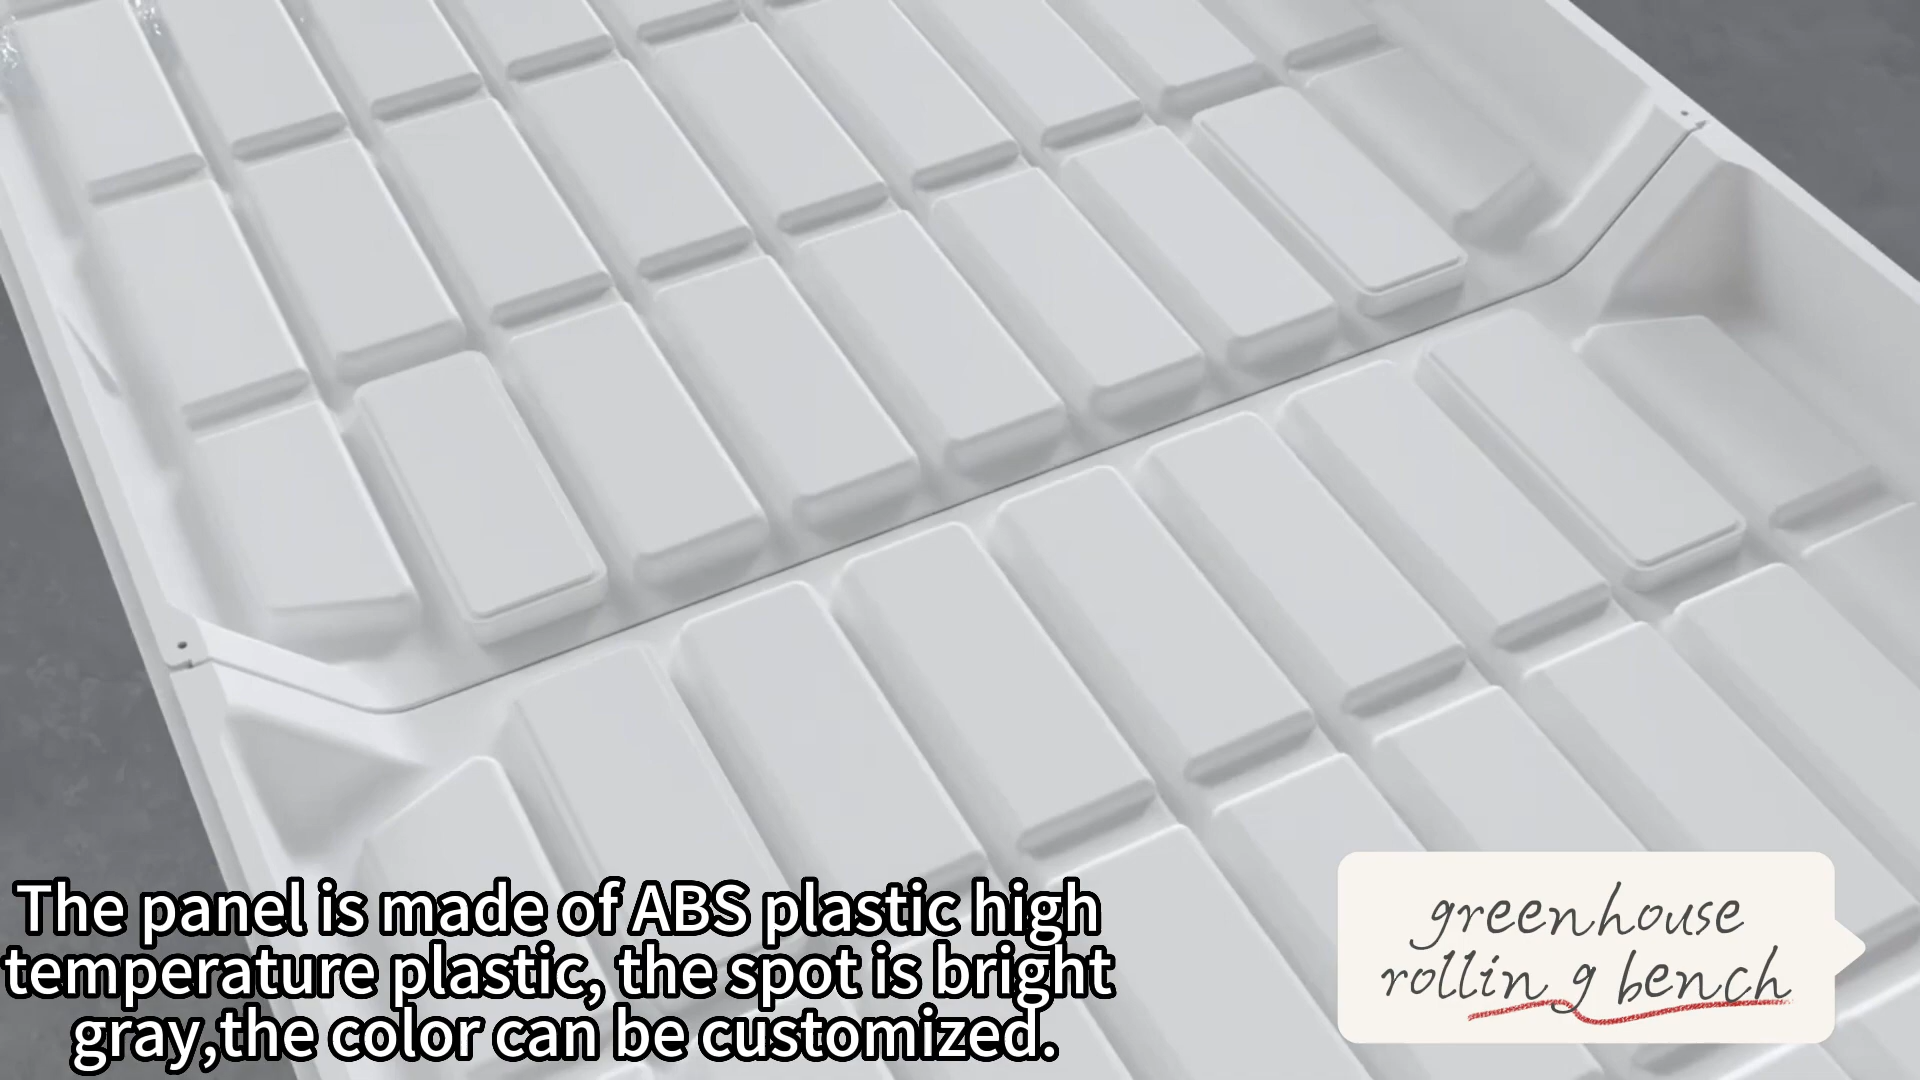 The panel is made of ABS plastic high
temperature plastic, the spot is bright
gray,the color can be customized.
greenhouse
rollin g bench